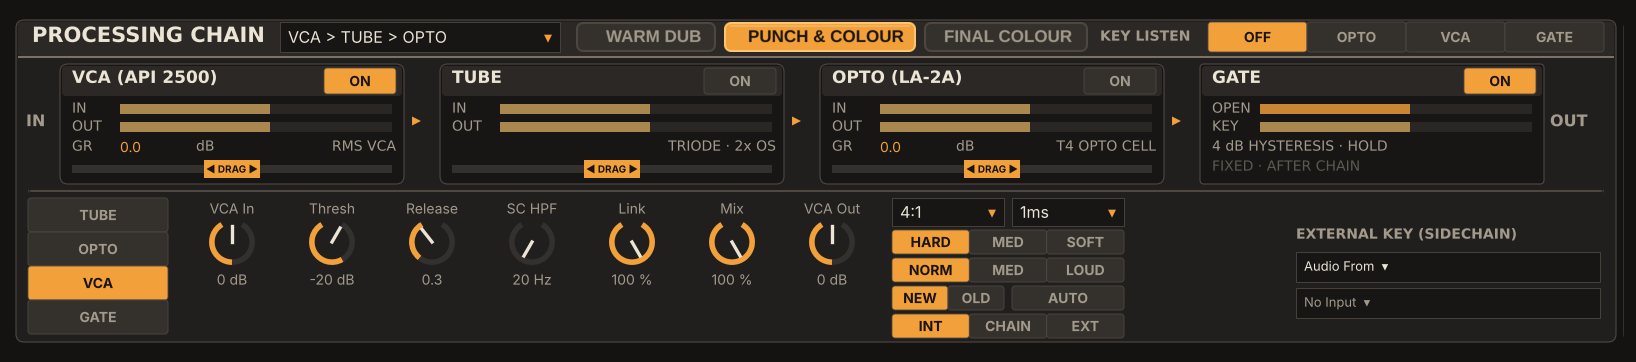 PROCESSING CHAIN VCA > TUBE > OPTO ▼ WARM DUB PUNCH & COLOUR FINAL COLOUR KEY LISTEN OFF OPTO VCA GATE
VCA (API 2500) ON TUBE ON OPTO (LA-2A) ON GATE ON
IN IN IN OPEN
IN OUT ▶ OUT ▶ OUT ▶ KEY OUT
GR 0.0 dB RMS VCA TRIODE · 2x OS GR 0.0 dB T4 OPTO CELL 4 dB HYSTERESIS · HOLD
◀ DRAG ▶ ◀ DRAG ▶ ◀ DRAG ▶ FIXED · AFTER CHAIN
TUBE VCA In Thresh Release SC HPF Link Mix VCA Out 4:1 ▼ 1ms ▼
OPTO HARD MED SOFT EXTERNAL KEY (SIDECHAIN)
VCA 0 dB -20 dB 0.3 20 Hz 100 % 100 % 0 dB NORM MED LOUD Audio From ▼
NEW OLD AUTO No Input ▼
GATE INT CHAIN EXT